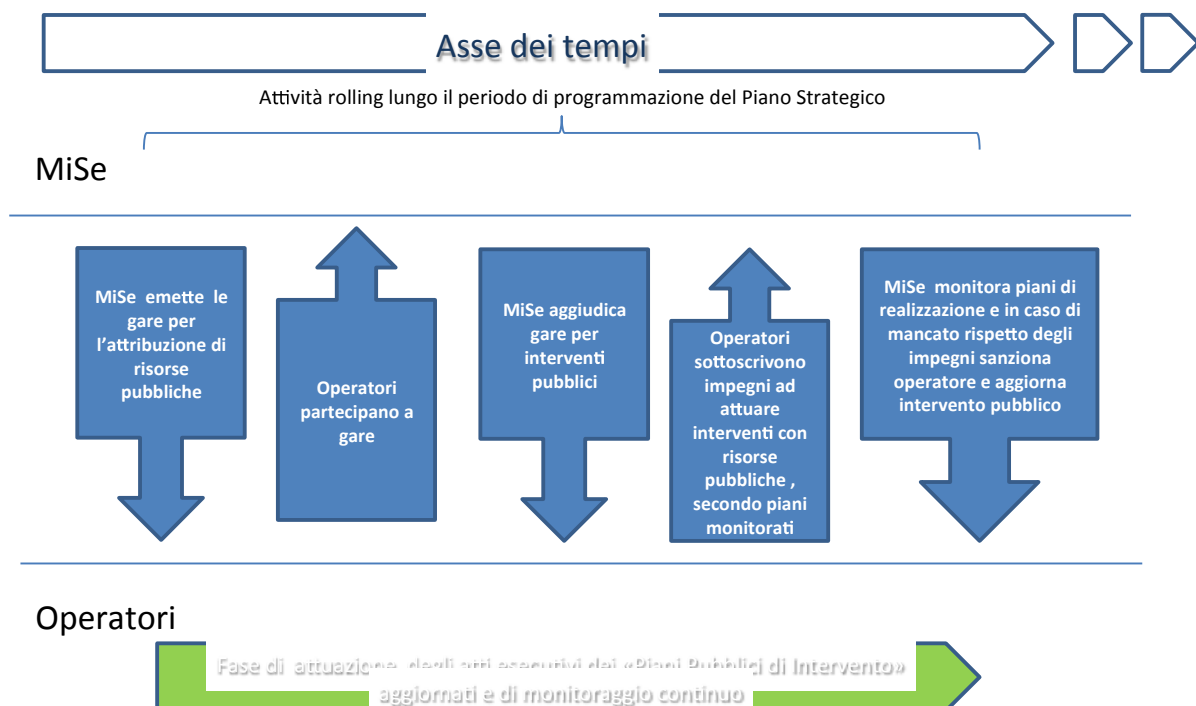 Asse dei tempi
Attività rolling lungo il periodo di programmazione del Piano Strategico
MiSe
MiSe emette le
gare per
l'attribuzione di
risorse
pubbliche
Operatori
partecipano a
gare
MiSe aggiudica
gare per
interventi
pubblici
Operatori
sottoscrivono
impegni ad
attuare
interventi con
risorse
pubbliche ,
secondo piani
monitorati
MiSe monitora piani di
realizzazione e in caso di
mancato rispetto degli
impegni sanziona
operatore e aggiorna
intervento pubblico
Operatori
Fase di attuazione degli atti esecutivi dei «Piani Pubblici di Intervento»
aggiornati e di monitoraggio continuo